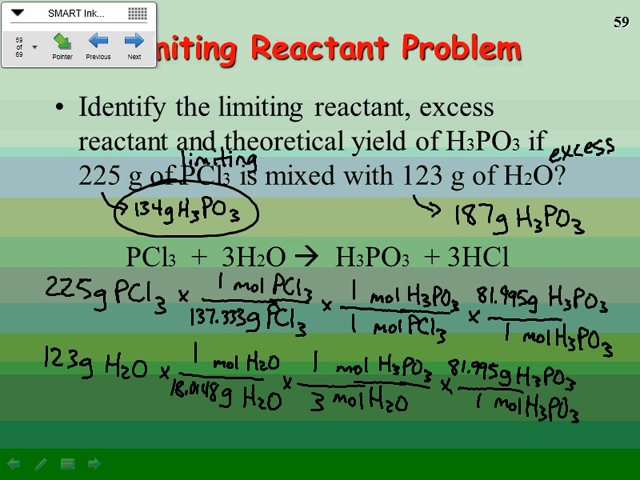 SMART Ink...
59
of
69
Pointer
Previous
Next
59
miting Reactant Problem
• Identify the limiting reactant, excess
reactant and theoretical yield of H3PO3 if
limiting
excess
225 g of PCl3 is mixed with 123 g of H2O?
134g H3PO3
187g H3PO3
PCl3 + 3H2O → H3PO3 + 3HCl
225g PCl3 × 1 mol PCl3 / 137.333g PCl3 × 1 mol H3PO3 / 1 mol PCl3 × 81.995g H3PO3 / 1 mol H3PO3
123g H2O × 1 mol H2O / 18.0148g H2O × 1 mol H3PO3 / 3 mol H2O × 81.995g H3PO3 / 1 mol H3PO3